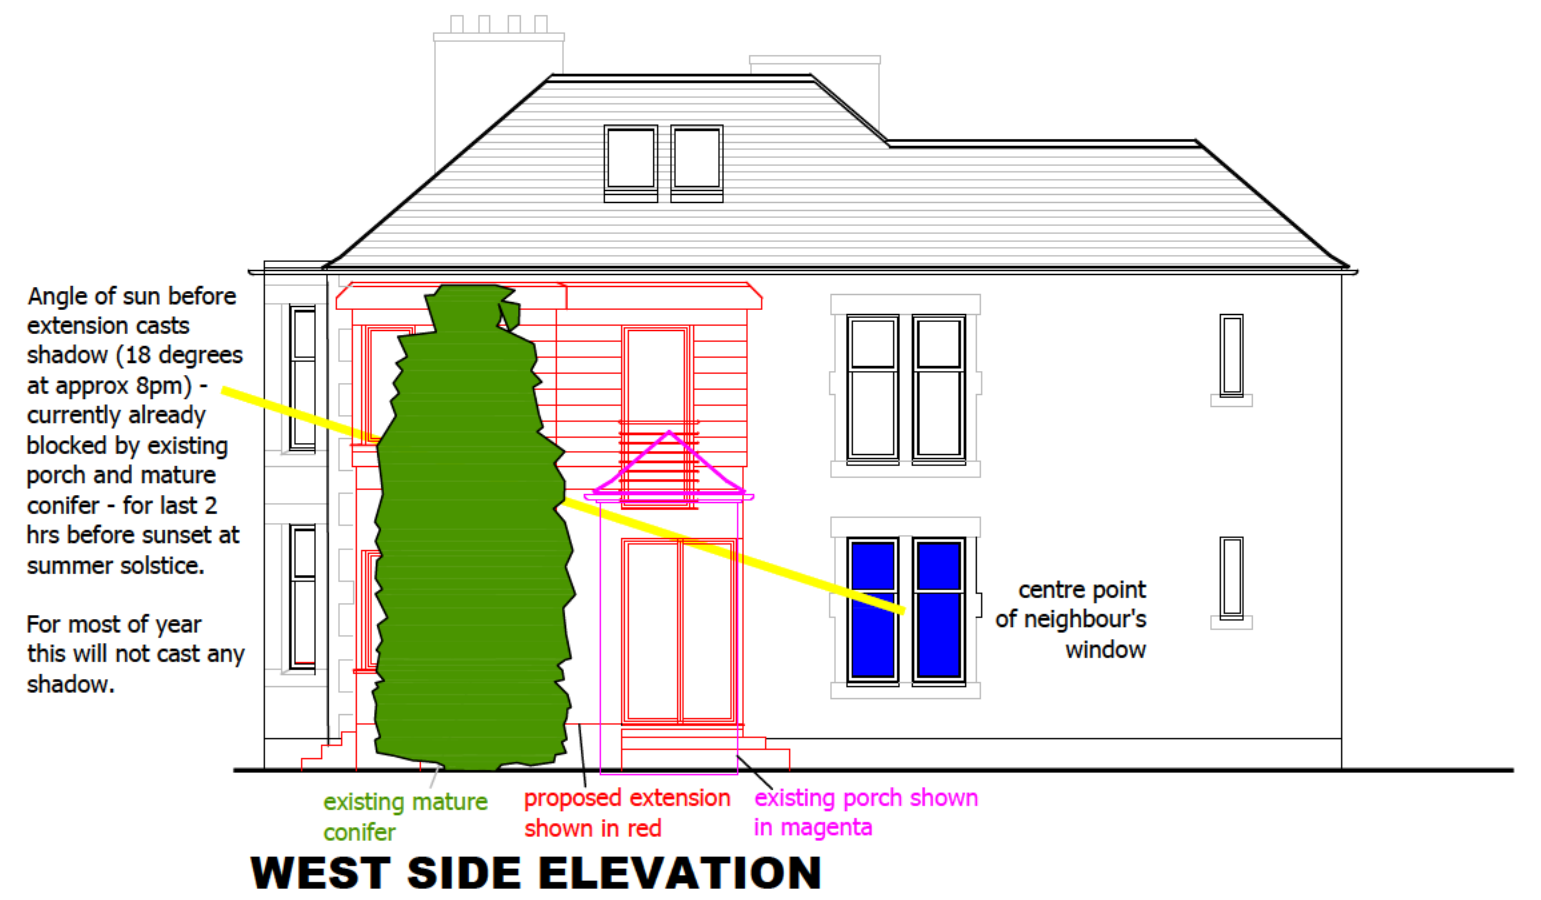 Angle of sun before
extension casts
shadow (18 degrees
at approx 8pm) -
currently already
blocked by existing
porch and mature
conifer - for last 2
hrs before sunset at
summer solstice.
For most of year
this will not cast any
shadow.
centre point
of neighbour's
window
existing mature
conifer
proposed extension
shown in red
existing porch shown
in magenta
WEST SIDE ELEVATION